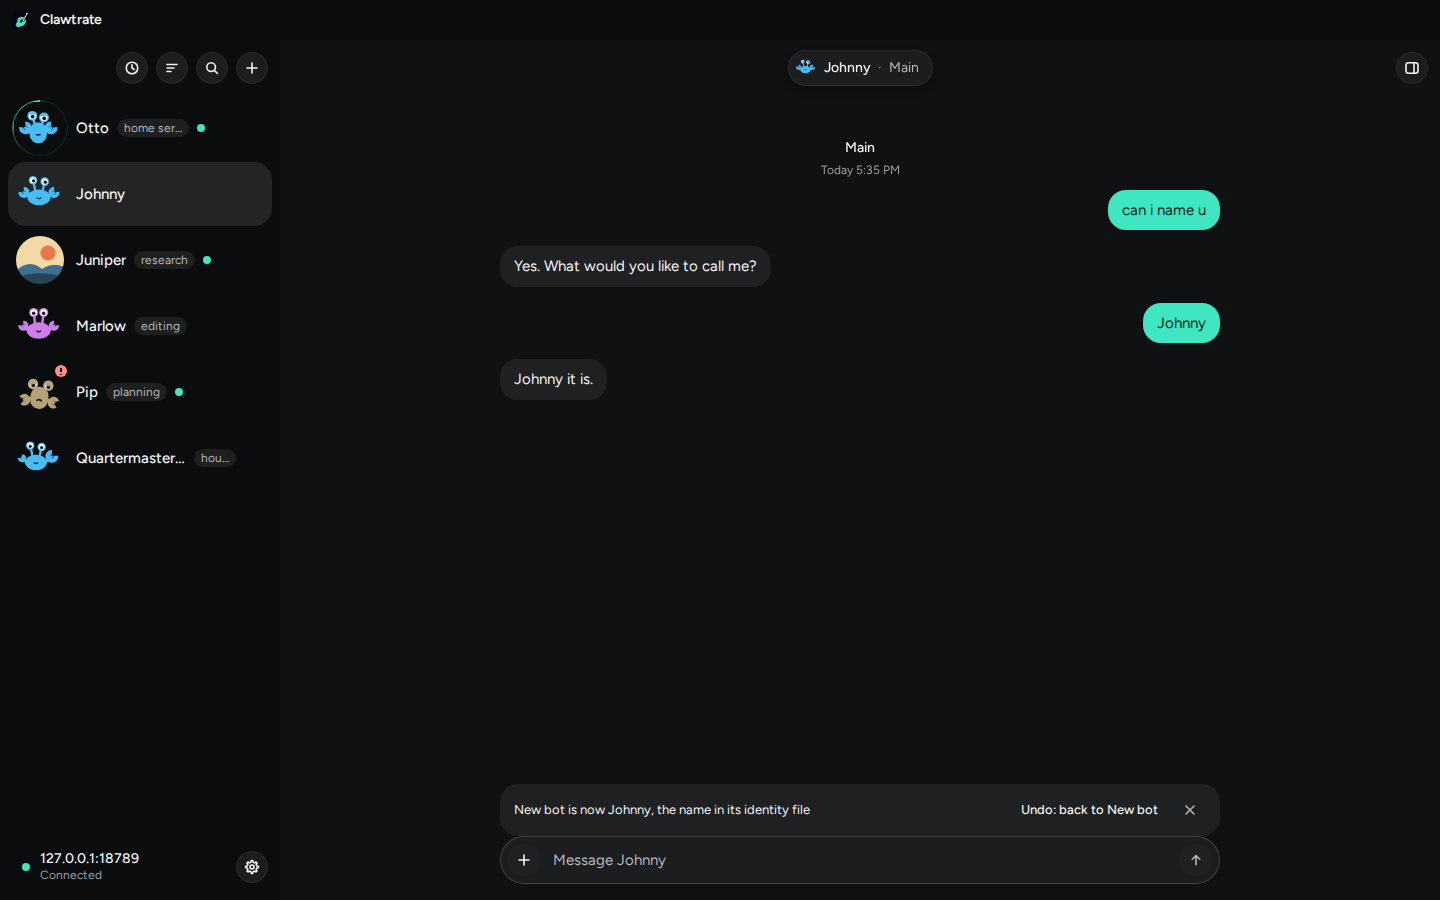 Clawtrate
Otto
home ser...
Johnny
Juniper
research
Marlow
editing
Pip
planning
Quartermaster...
hou...
127.0.0.1:18789
Connected
Johnny · Main
Main
Today 5:35 PM
can i name u
Yes. What would you like to call me?
Johnny
Johnny it is.
New bot is now Johnny, the name in its identity file
Undo: back to New bot
Message Johnny